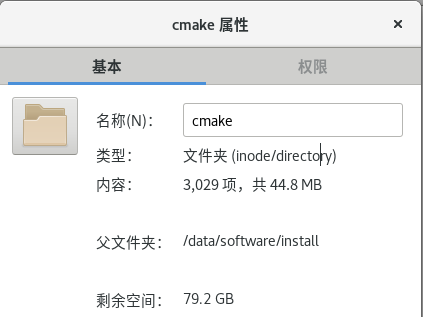 cmake 属性
基本 权限
名称(N)： cmake
类型： 文件夹 (inode/directory)
内容： 3,029 项，共 44.8 MB
父文件夹： /data/software/install
剩余空间： 79.2 GB